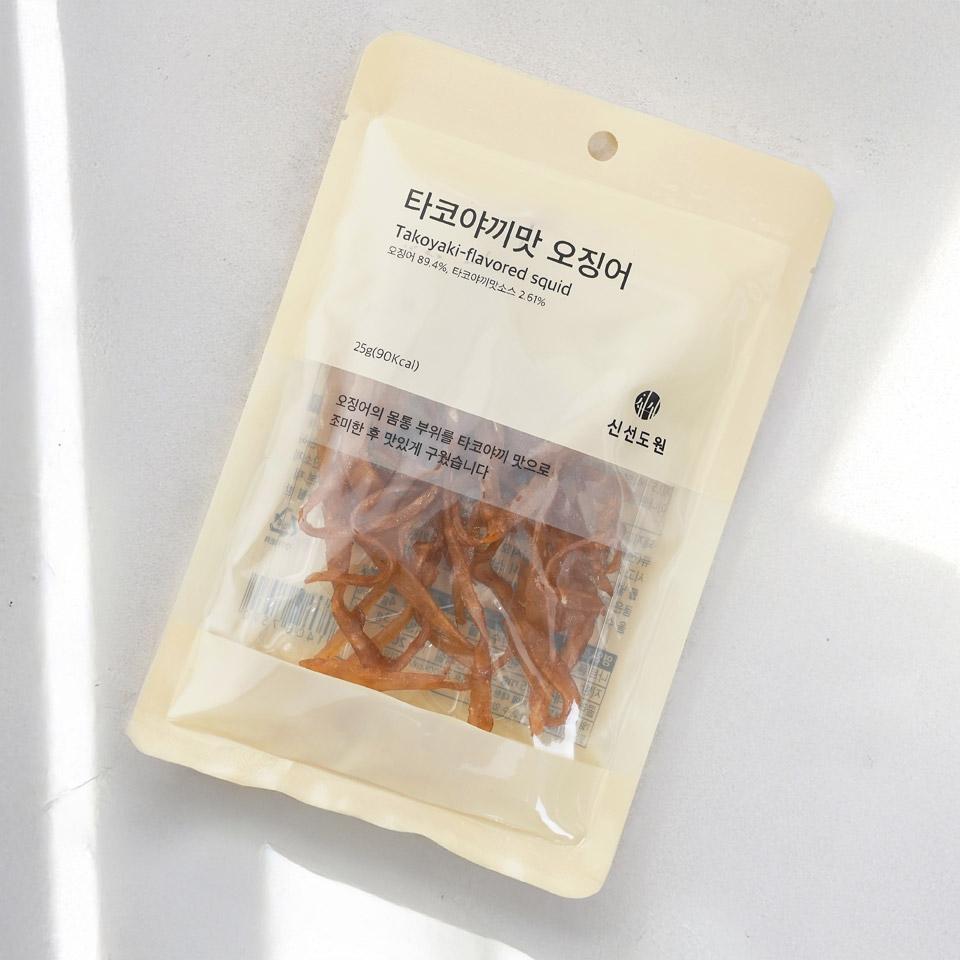 타코야끼맛 오징어
Takoyaki-flavored squid
오징어 89.4%, 타코야끼맛소스 2.61%
25g(90Kcal)
신선도원
오징어의 몸통 부위를 타코야끼 맛으로
조미한 후 맛있게 구웠습니다